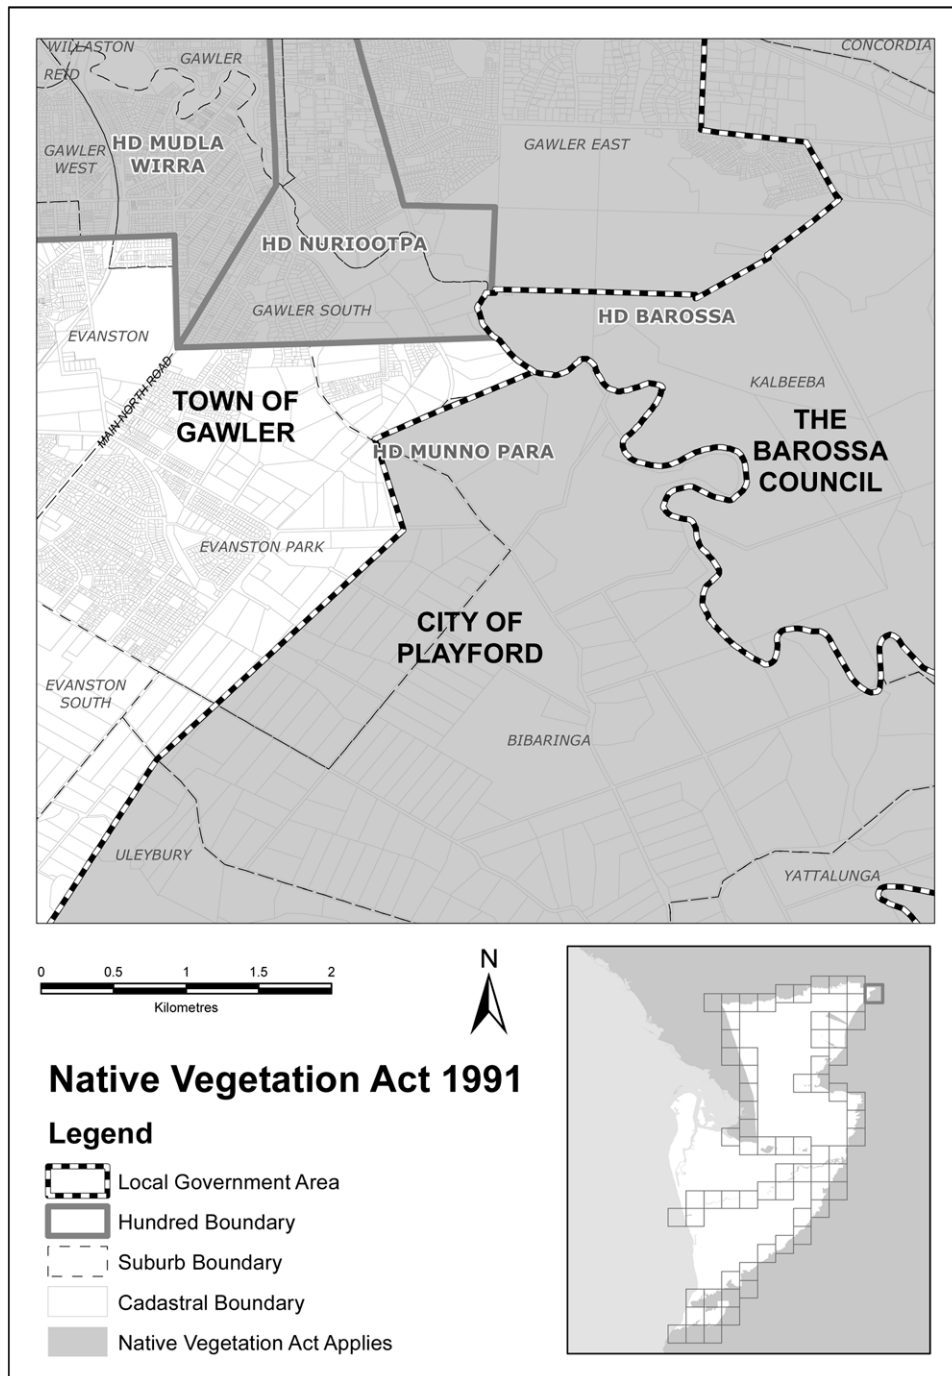 WILLASTON
GAWLER
CONCORDIA
REID
HD MUDLA
WIRRA
GAWLER
WEST
GAWLER EAST
HD NURIOOTPA
GAWLER SOUTH
HD BAROSSA
EVANSTON
MAIN NORTH ROAD
TOWN OF
GAWLER
KALBEEBA
THE
BAROSSA
COUNCIL
HD MUNNO PARA
EVANSTON PARK
CITY OF
PLAYFORD
EVANSTON
SOUTH
BIBARINGA
ULEYBURY
YATTALUNGA
0 0.5 1 1.5 2
Kilometres
N
Native Vegetation Act 1991
Legend
Local Government Area
Hundred Boundary
Suburb Boundary
Cadastral Boundary
Native Vegetation Act Applies